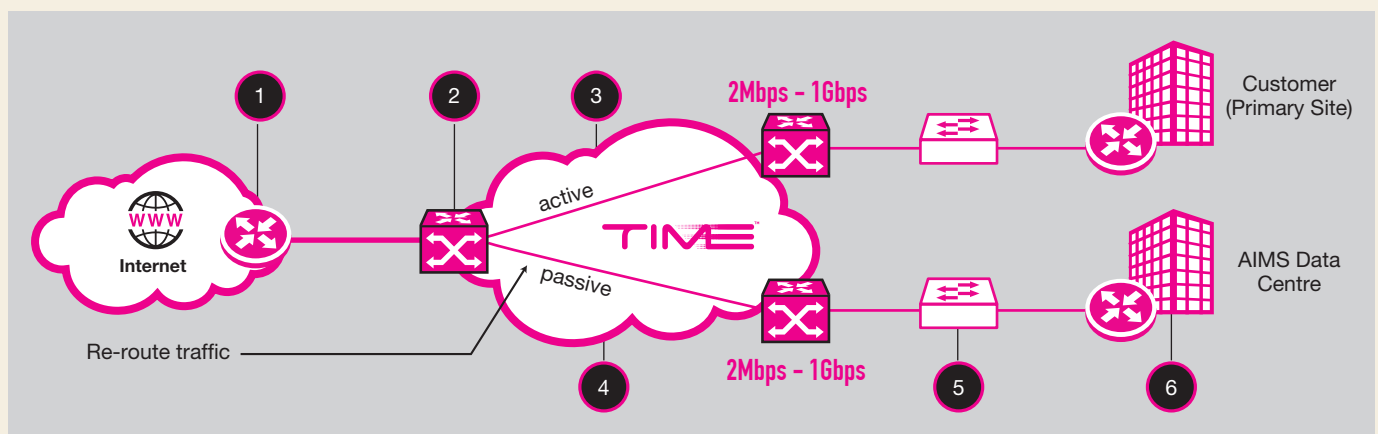 1
2
3
2Mbps - 1Gbps
Customer
(Primary Site)
WWW
Internet
active
TIME™
passive
AIMS Data
Centre
Re-route traffic
4
2Mbps - 1Gbps
5
6